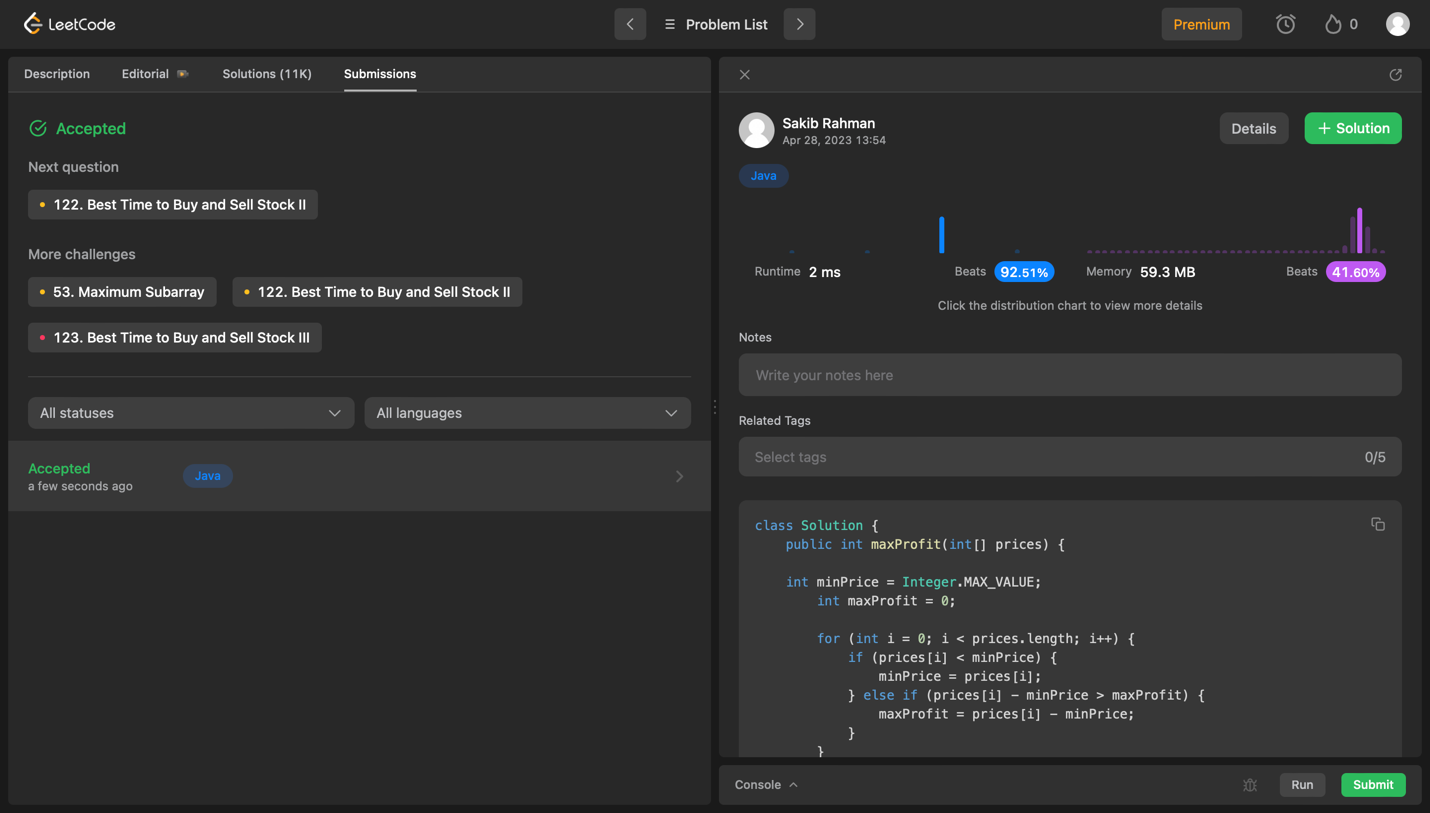 LeetCode
Problem List
Premium
0
Description Editorial Solutions (11K) Submissions
Accepted
Next question
122. Best Time to Buy and Sell Stock II
More challenges
53. Maximum Subarray
122. Best Time to Buy and Sell Stock II
123. Best Time to Buy and Sell Stock III
All statuses
All languages
Accepted
a few seconds ago
Java
Sakib Rahman
Apr 28, 2023 13:54
Details
+ Solution
Java
Runtime 2 ms Beats 92.51% Memory 59.3 MB Beats 41.60%
Click the distribution chart to view more details
Notes
Write your notes here
Related Tags
Select tags 0/5
class Solution {
    public int maxProfit(int[] prices) {
    int minPrice = Integer.MAX_VALUE;
        int maxProfit = 0;
        for (int i = 0; i < prices.length; i++) {
            if (prices[i] < minPrice) {
                minPrice = prices[i];
            } else if (prices[i] - minPrice > maxProfit) {
                maxProfit = prices[i] - minPrice;
            }
        }
Console
Run
Submit